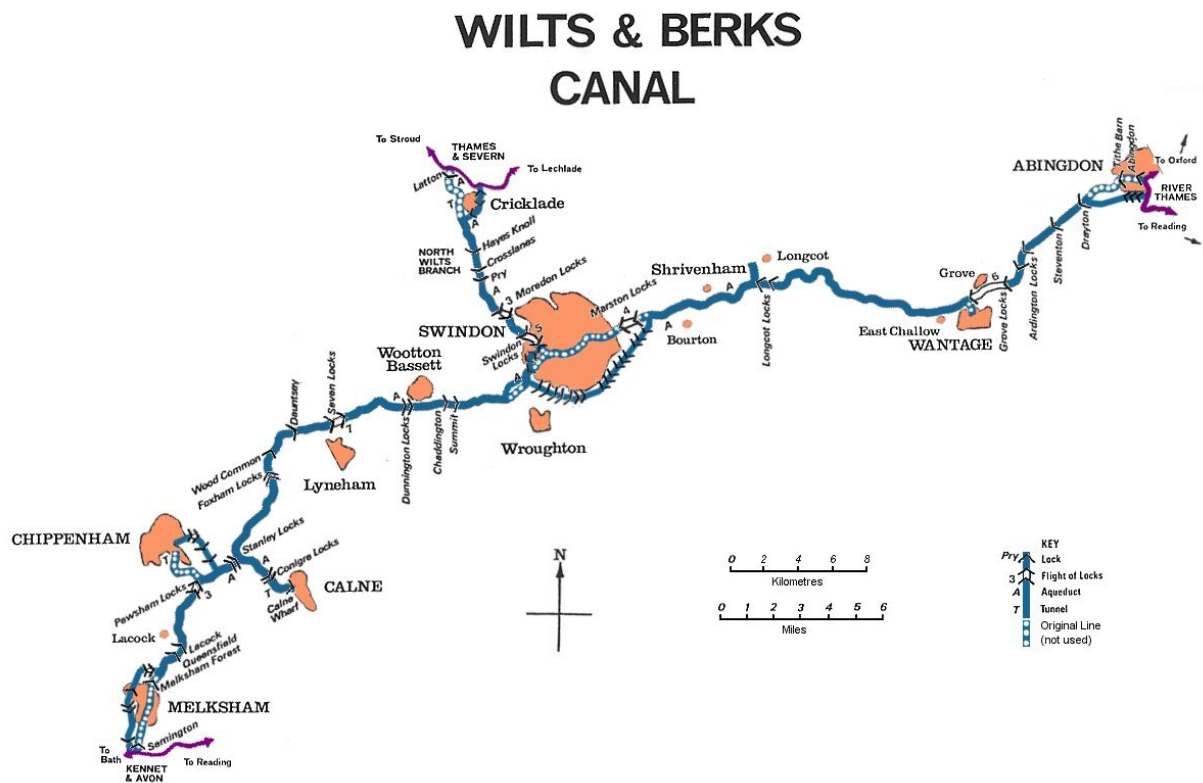 WILTS & BERKS
CANAL
To Stroud
THAMES
& SEVERN
To Lechlade
Latton
A
T
Cricklade
A
Hayes Knoll
Crosslanes
Pry
NORTH
WILTS
BRANCH
A
3 Moredon Locks
SWINDON
5
Swindon
Locks
Marston Locks
4
A
Shrivenham
A
Bourton
Longcot
Longcot Locks
Grove
6
East Challow
WANTAGE
Grove Locks
Ardington Locks
Steventon
Drayton
ABINGDON
Tithe Barn
Abingdon
To Oxford
RIVER
THAMES
To Reading
Wootton
Bassett
A
A
Wroughton
Dunnington Locks
Chaddington
Summit
Seven Locks
7
Dauntsey
Lyneham
Wood Common
Foxham Locks
CHIPPENHAM
T
Stanley Locks
A
A
Conigre Locks
T
Calne
Wharf
CALNE
Pewsham Locks
3
Lacock
Lacock
Queensfield
Melksham Forest
MELKSHAM
Semington
To
Bath
KENNET
& AVON
To Reading
N
0 2 4 6 8
Kilometres
0 1 2 3 4 5 6
Miles
KEY
Pry Lock
3 Flight of Locks
A Aqueduct
T Tunnel
Original Line
(not used)